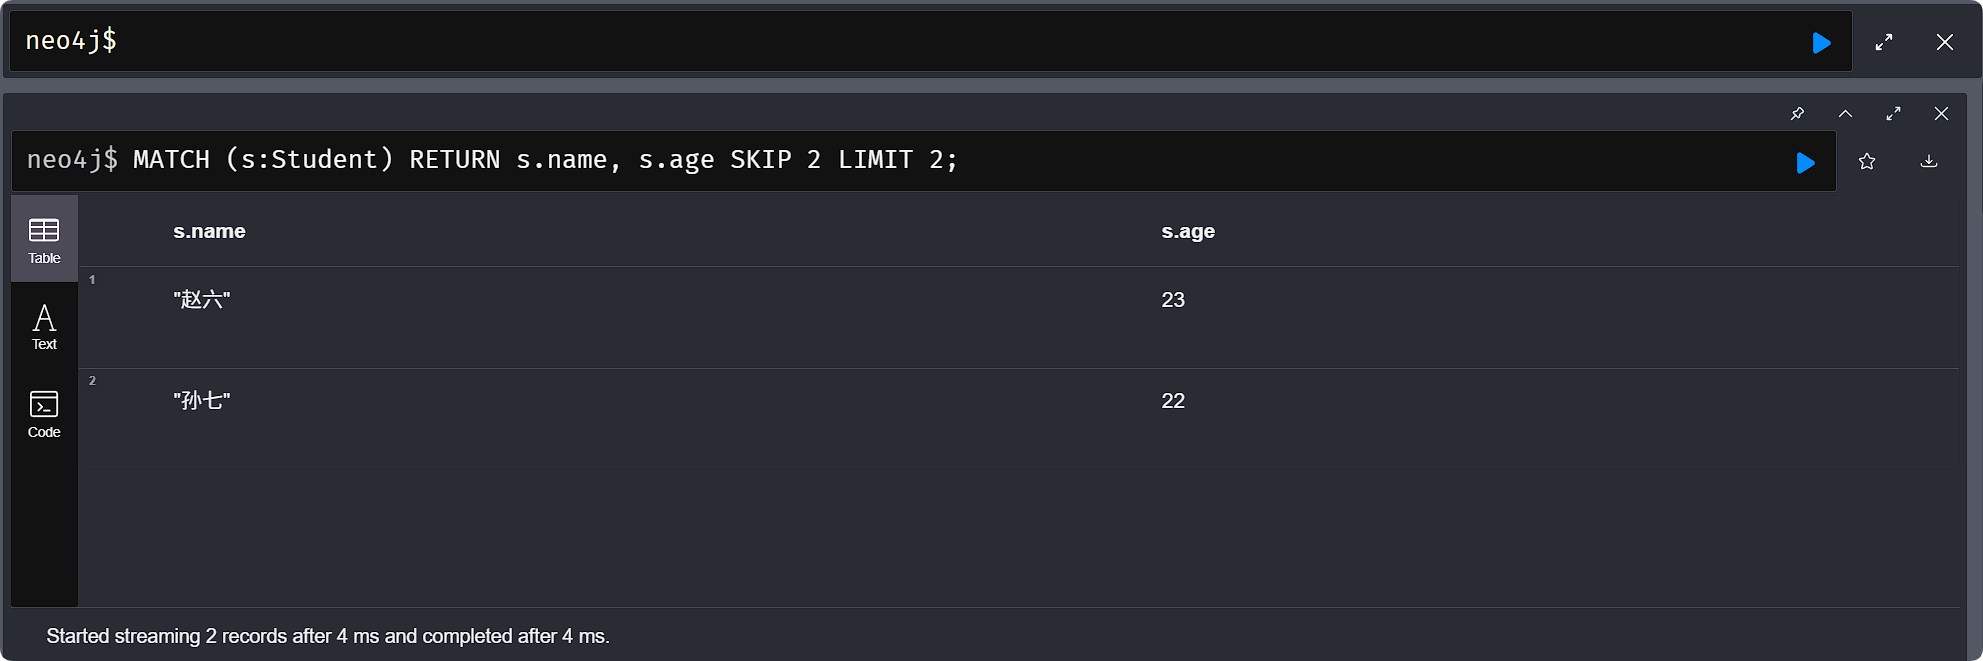 neo4j$
neo4j$ MATCH (s:Student) RETURN s.name, s.age SKIP 2 LIMIT 2;
s.name s.age
1
"赵六" 23
2
"孙七" 22
Table
Text
Code
Started streaming 2 records after 4 ms and completed after 4 ms.